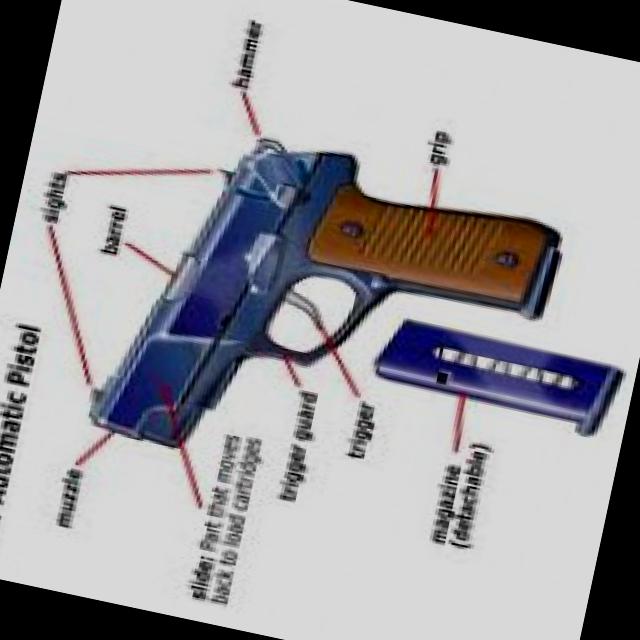 Automatic Pistol
sights
hammer
barrel
grip
muzzle
slide: part that moves
back to load cartridges
trigger guard
trigger
magazine
(detachable)